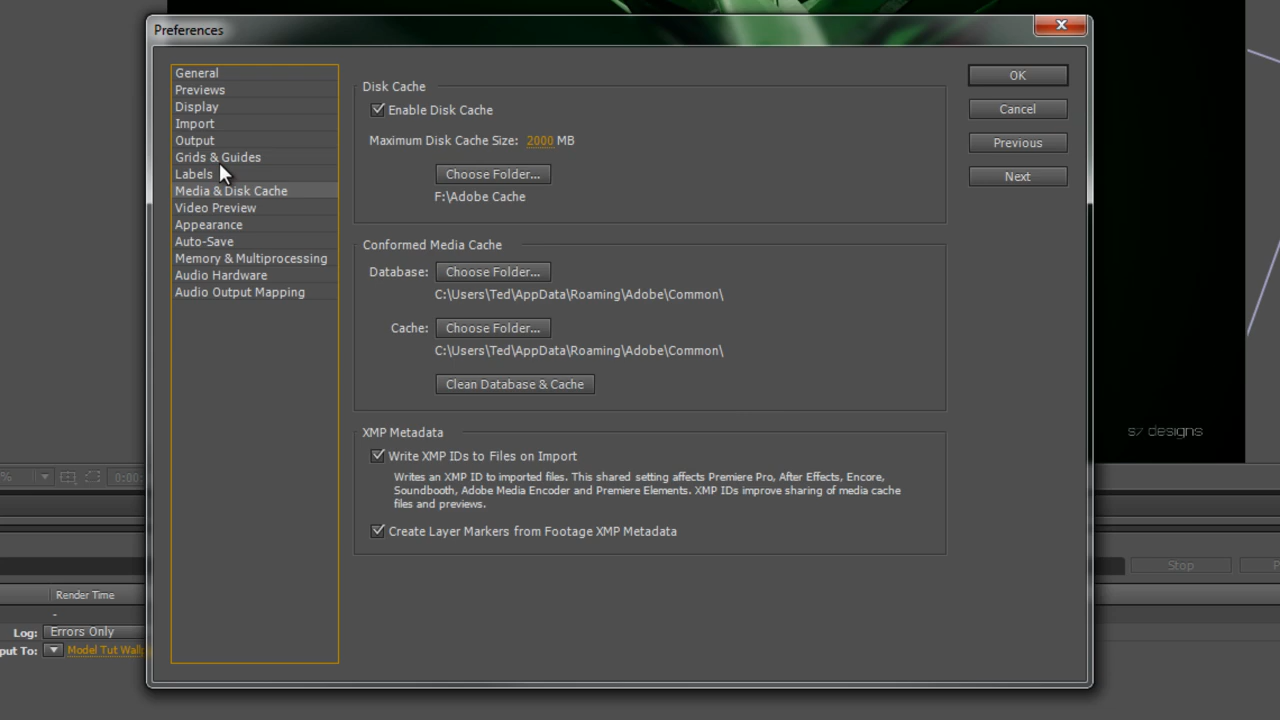 Preferences
General
Previews
Display
Import
Output
Grids & Guides
Labels
Media & Disk Cache
Video Preview
Appearance
Auto-Save
Memory & Multiprocessing
Audio Hardware
Audio Output Mapping
Disk Cache
Enable Disk Cache
Maximum Disk Cache Size: 2000 MB
Choose Folder...
F:\Adobe Cache
Conformed Media Cache
Database: Choose Folder...
C:\Users\Ted\AppData\Roaming\Adobe\Common\
Cache: Choose Folder...
C:\Users\Ted\AppData\Roaming\Adobe\Common\
Clean Database & Cache
XMP Metadata
Write XMP IDs to Files on Import
Writes an XMP ID to imported files. This shared setting affects Premiere Pro, After Effects, Encore,
Soundbooth, Adobe Media Encoder and Premiere Elements. XMP IDs improve sharing of media cache
files and previews.
Create Layer Markers from Footage XMP Metadata
OK
Cancel
Previous
Next
s7 designs
%
0:00:
Stop
P
Render Time
-
Log: Errors Only
put To: Model Tut Wall